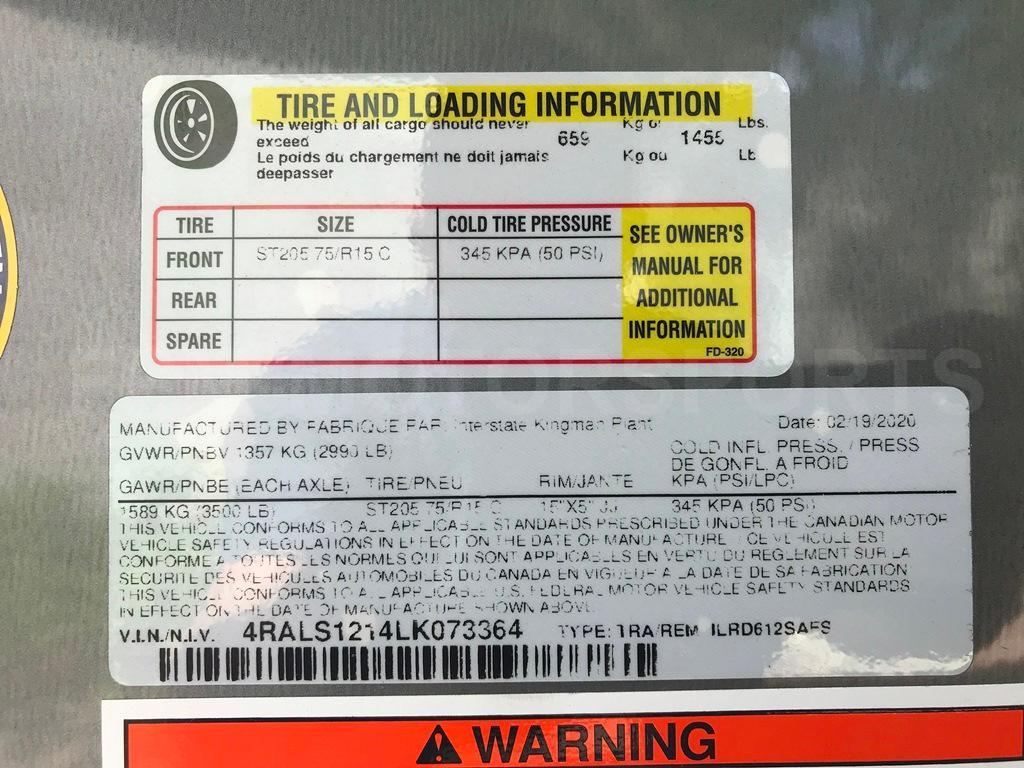 TIRE AND LOADING INFORMATION
The weight of all cargo should never exceed 659 Kg or 1455 Lbs.
Le poids du chargement ne doit jamais deepasser Kg ou Lb
TIRE SIZE COLD TIRE PRESSURE
FRONT ST205 75/R15 C 345 KPA (50 PSI)
REAR
SPARE
SEE OWNER'S
MANUAL FOR
ADDITIONAL
INFORMATION
FD-320
MOTORSPORTS
MANUFACTURED BY FABRIQUE PAR: Interstate Kingman Plant Date: 02/19/2020
GVWR/PNBV 1357 KG (2990 LB)
COLD INFL. PRESS. / PRESS
DE GONFL. A FROID
GAWR/PNBE (EACH AXLE) TIRE/PNEU RIM/JANTE KPA (PSI/LPC)
1589 KG (3500 LB) ST205 75/R15 C 15"X5" JJ 345 KPA (50 PSI)
THIS VEHICLE CONFORMS TO ALL APPLICABLE STANDARDS PRESCRIBED UNDER THE CANADIAN MOTOR
VEHICLE SAFETY REGULATIONS IN EFFECT ON THE DATE OF MANUFACTURE / CE VEHICULE EST
CONFORME A TOUTES LES NORMES QUI LUI SONT APPLICABLES EN VERTU DU REGLEMENT SUR LA
SECURITE DES VEHICULES AUTOMOBILES DU CANADA EN VIGUEUR A LA DATE DE SA FABRICATION
THIS VEHICLE CONFORMS TO ALL APPLICABLE U.S. FEDERAL MOTOR VEHICLE SAFETY STANDARDS
IN EFFECT ON THE DATE OF MANUFACTURE SHOWN ABOVE.
V.I.N./N.I.V. 4RALS1214LK073364 TYPE: TRA/REM ILRD612SAFS
WARNING